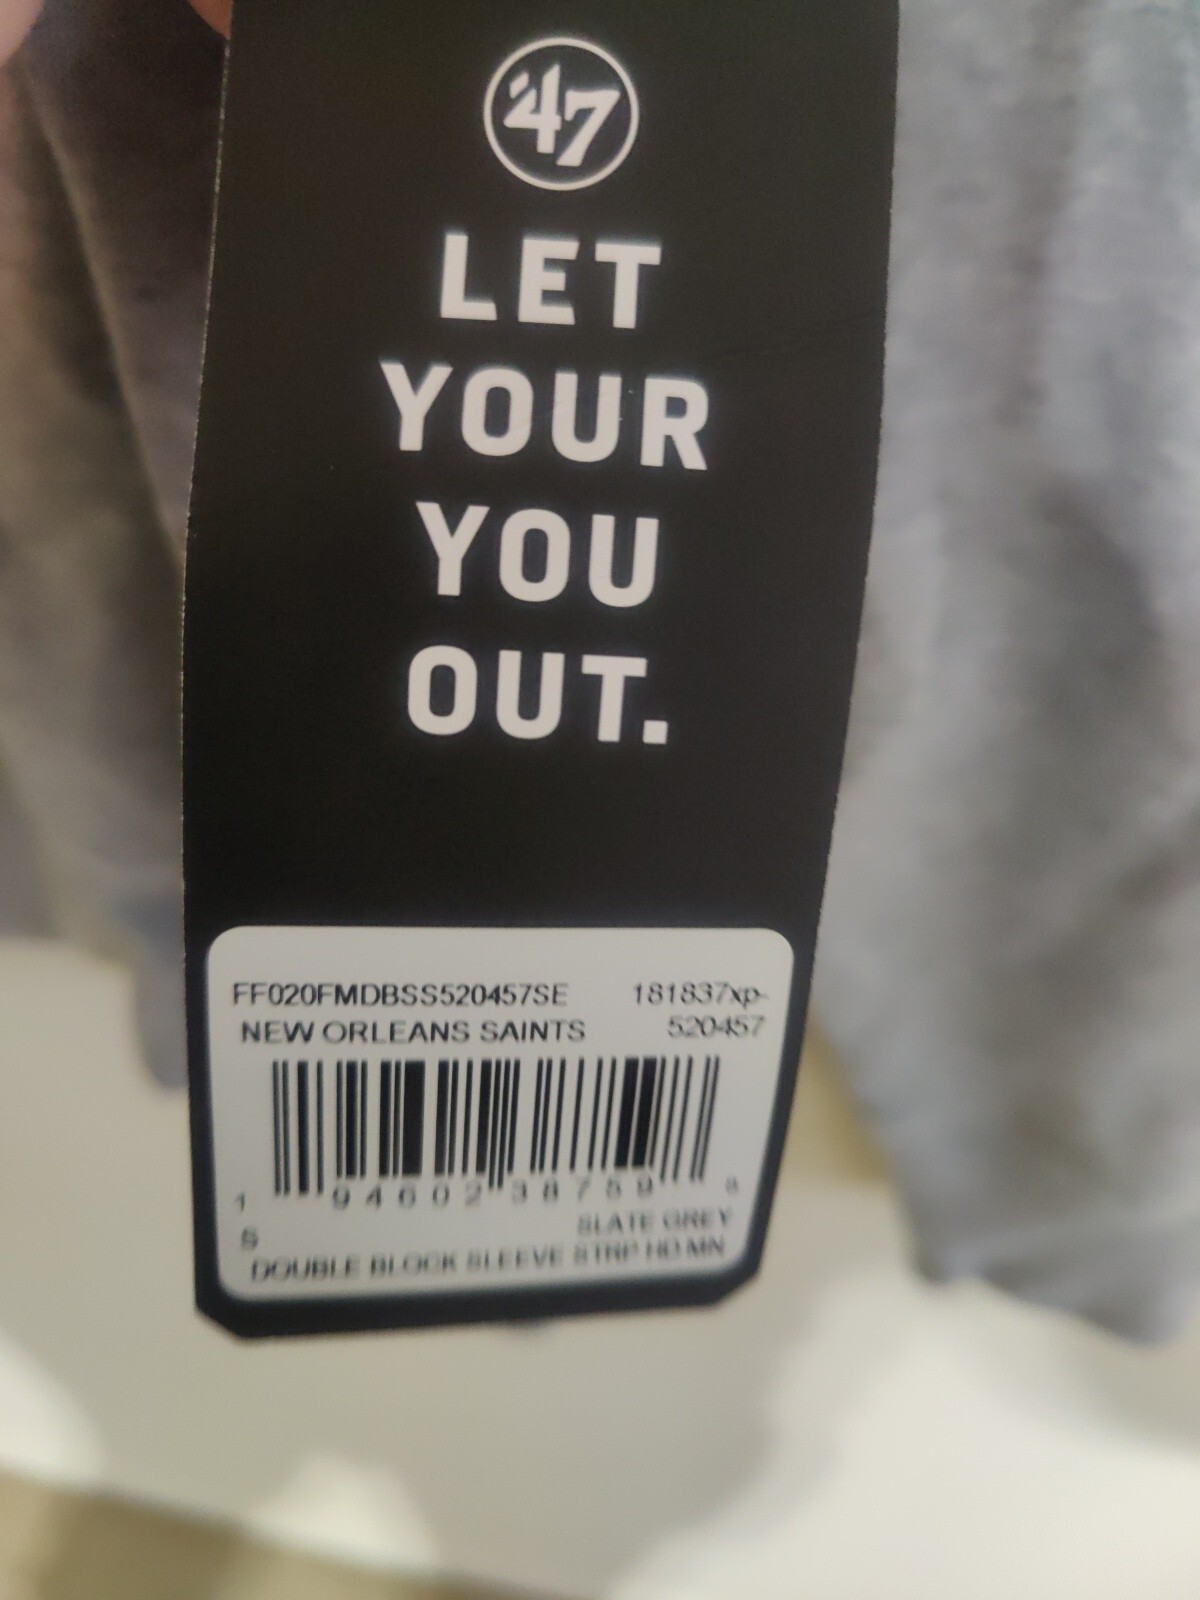 '47
LET
YOUR
YOU
OUT.
FF020FMDBSS520457SE 181837xp-
NEW ORLEANS SAINTS 520457
1 94602 38759 8
S SLATE GREY
DOUBLE BLOCK SLEEVE STRP HD MN